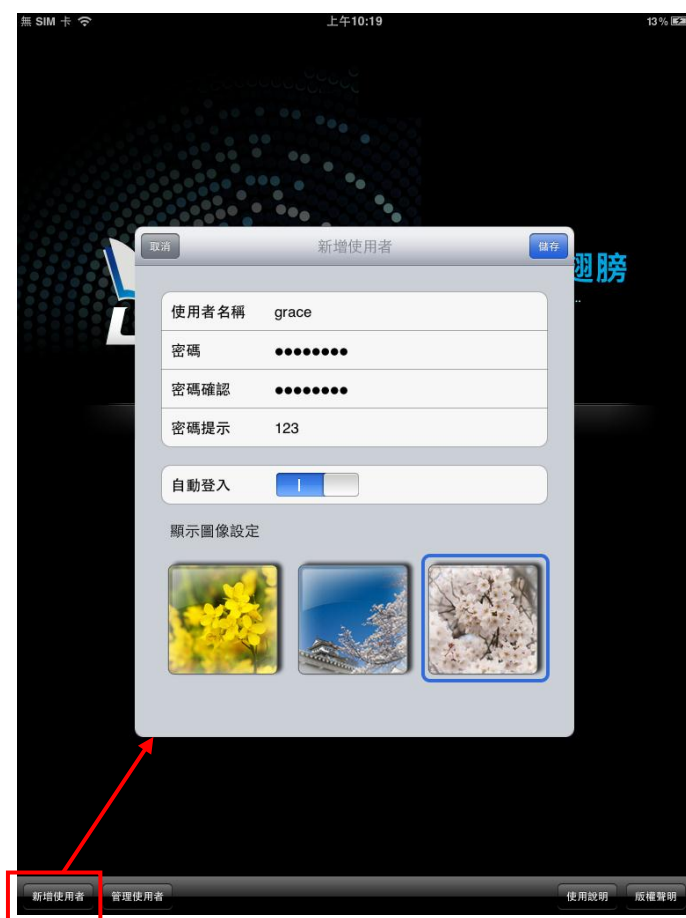 無 SIM 卡 上午10:19 13%
取消 新增使用者 儲存
翅膀
..
使用者名稱 grace
密碼 ●●●●●●●●
密碼確認 ●●●●●●●●
密碼提示 123
自動登入
顯示圖像設定
新增使用者 管理使用者 使用說明 版權聲明